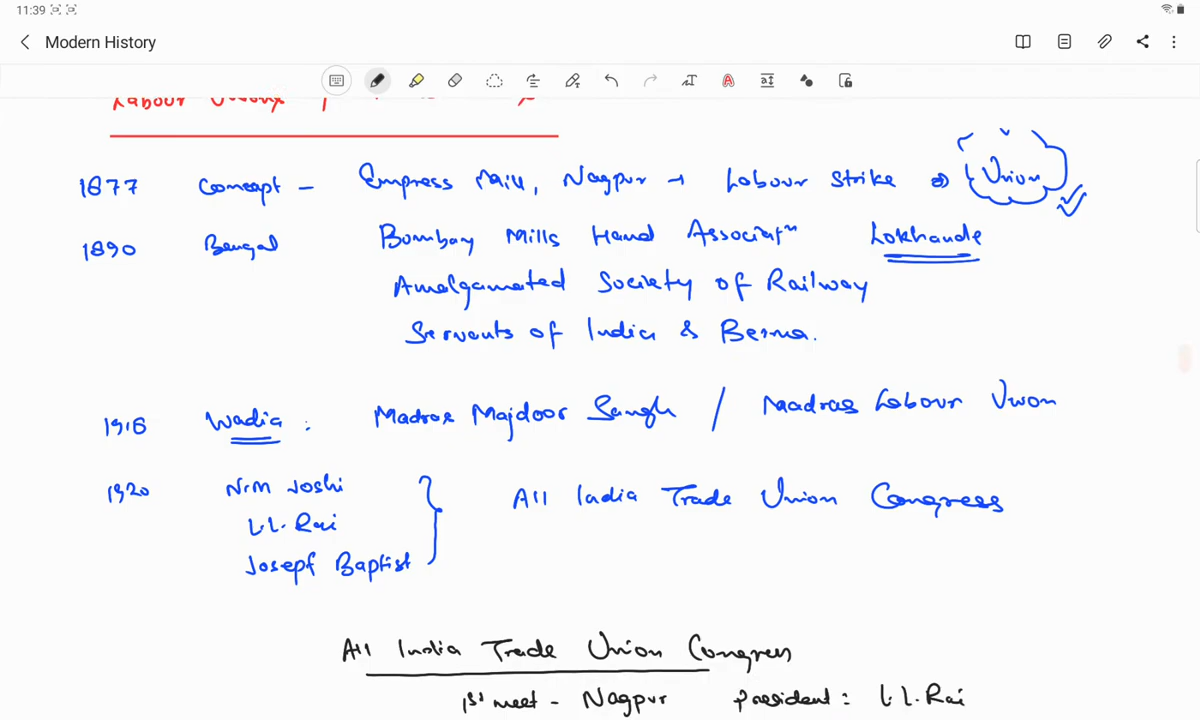 11:39
Modern History
Labour
1877 Concept - Empress Mill, Nagpur → Labour Strike ⇒ Union
1890 Bengal Bombay Mills Hand Associatⁿ Lokhande
Amalgamated Society of Railway
Servants of India & Berma.
1918 Wadia : Madras Majdoor Sangh / Madras Labour Union
1920 N.M Joshi
L.L. Rai
Josepf Baptist
All India Trade Union Congress
All India Trade Union Congress
1st meet - Nagpur President : L.L. Rai